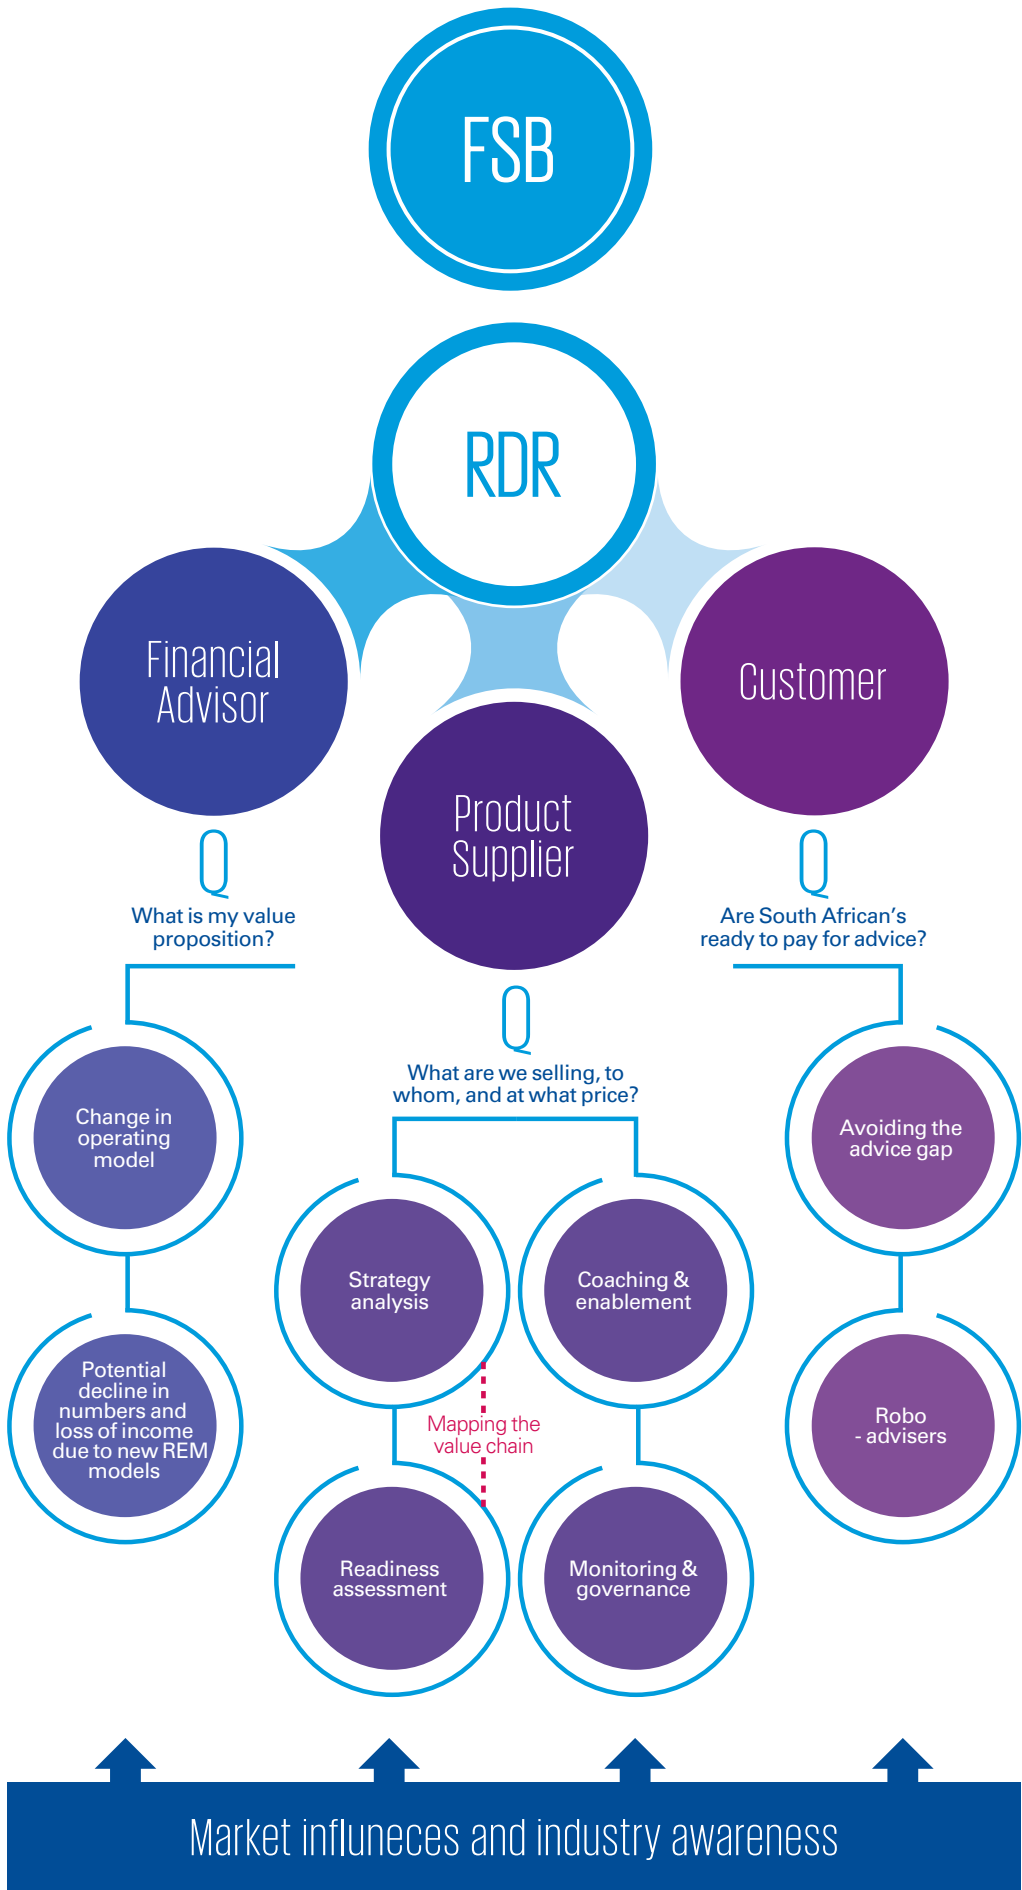 FSB
RDR
Financial
Advisor
Product
Supplier
Customer
Q
What is my value
proposition?
Q
What are we selling, to
whom, and at what price?
Q
Are South African's
ready to pay for advice?
Change in
operating
model
Potential
decline in
numbers and
loss of income
due to new REM
models
Strategy
analysis
Coaching &
enablement
Mapping the
value chain
Readiness
assessment
Monitoring &
governance
Avoiding the
advice gap
Robo
- advisers
Market influneces and industry awareness